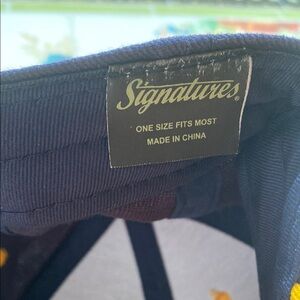 Signatures®
ONE SIZE FITS MOST
MADE IN CHINA